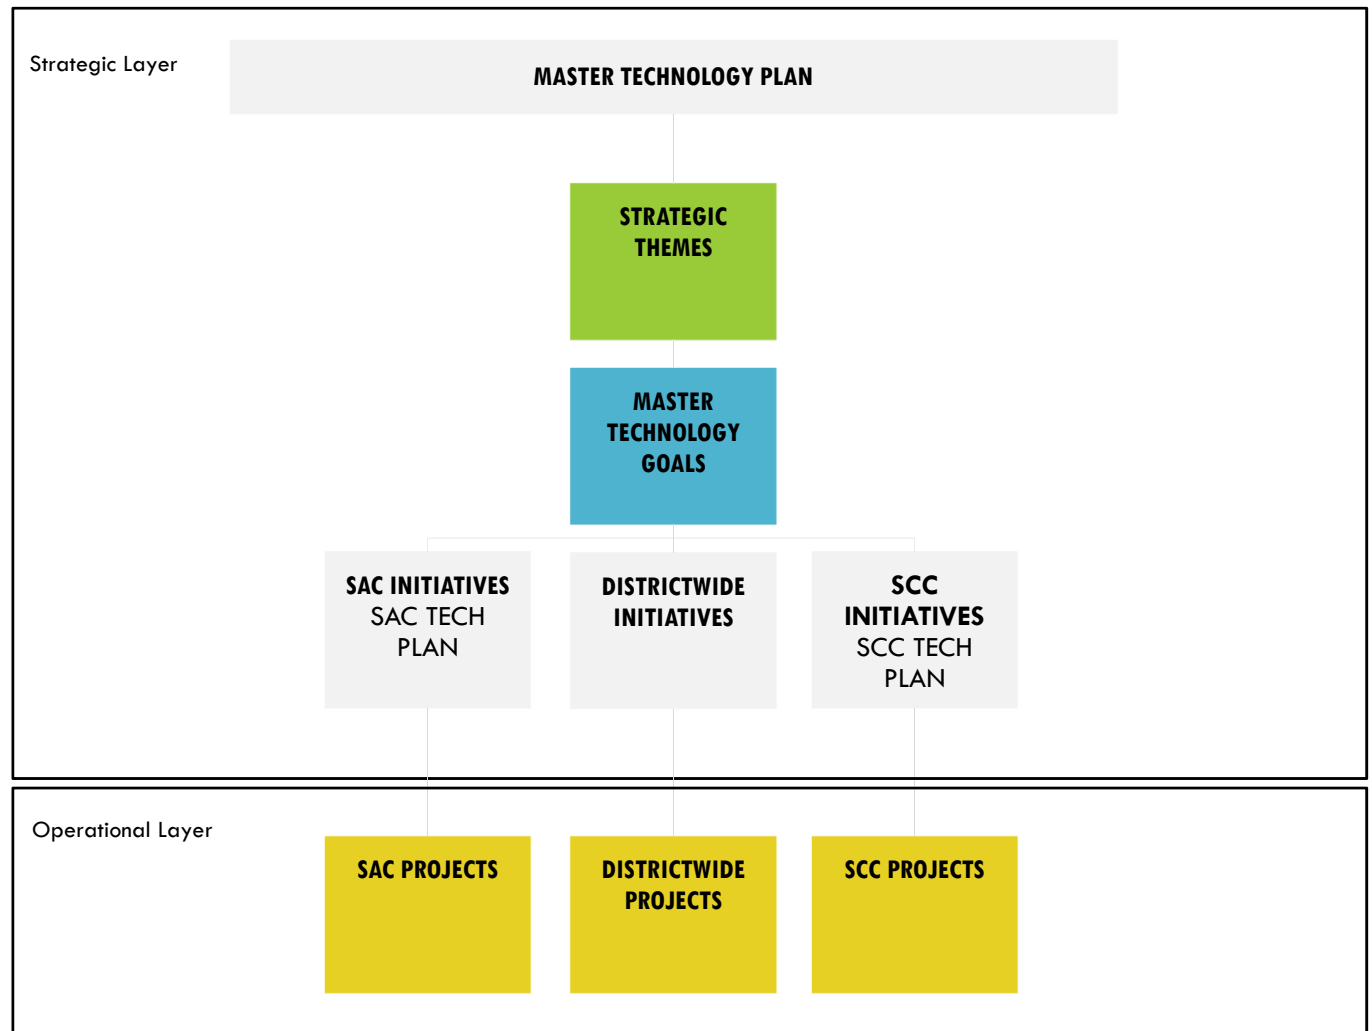 Strategic Layer
MASTER TECHNOLOGY PLAN
STRATEGIC
THEMES
MASTER
TECHNOLOGY
GOALS
SAC INITIATIVES
SAC TECH
PLAN
DISTRICTWIDE
INITIATIVES
SCC
INITIATIVES
SCC TECH
PLAN
Operational Layer
SAC PROJECTS
DISTRICTWIDE
PROJECTS
SCC PROJECTS